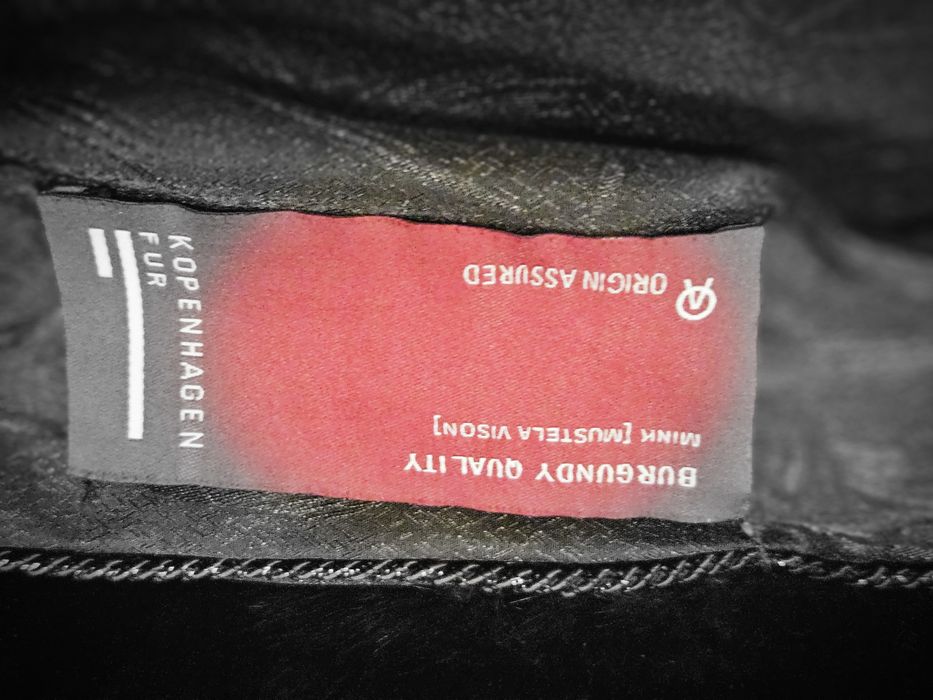 BURGUNDY QUALITY
MINK [MUSTELA VISON]
ORIGIN ASSURED
KOPENHAGEN
FUR